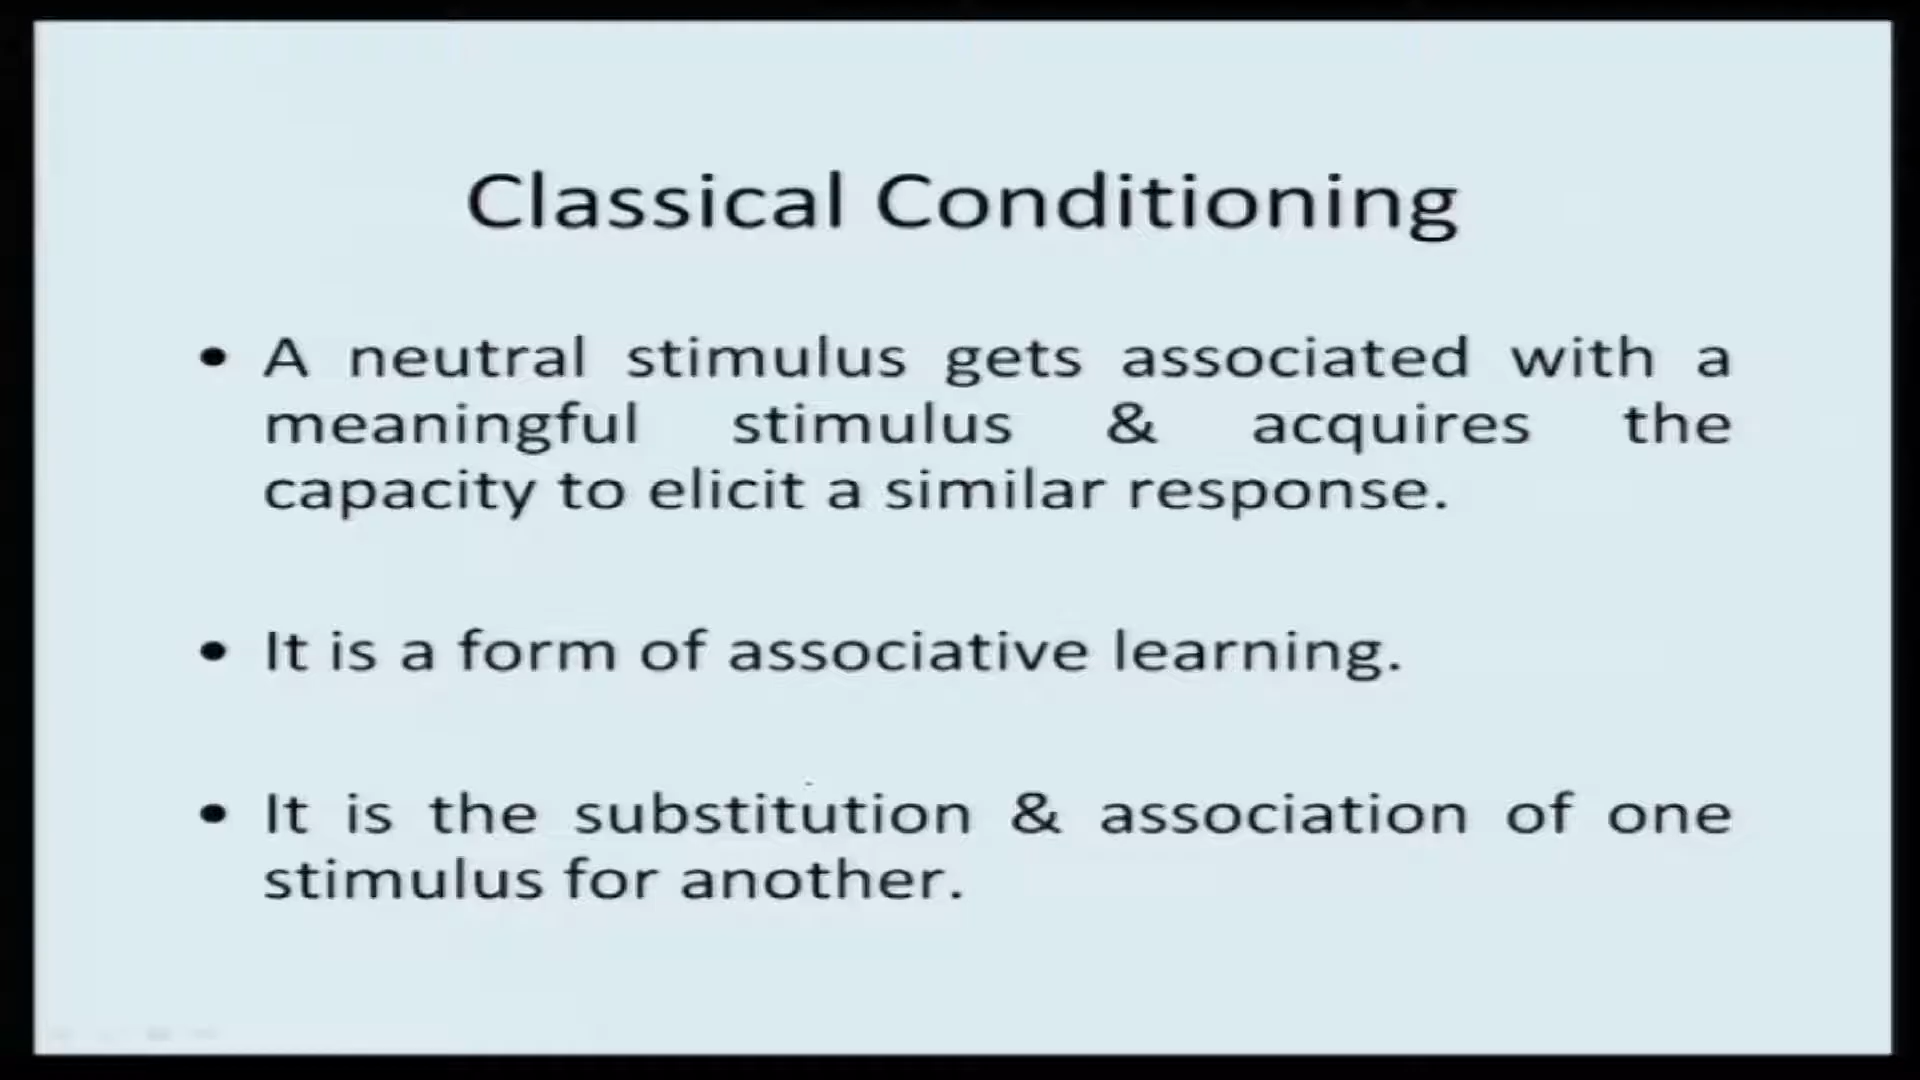 Classical Conditioning
• A neutral stimulus gets associated with a
meaningful stimulus & acquires the
capacity to elicit a similar response.
• It is a form of associative learning.
• It is the substitution & association of one
stimulus for another.